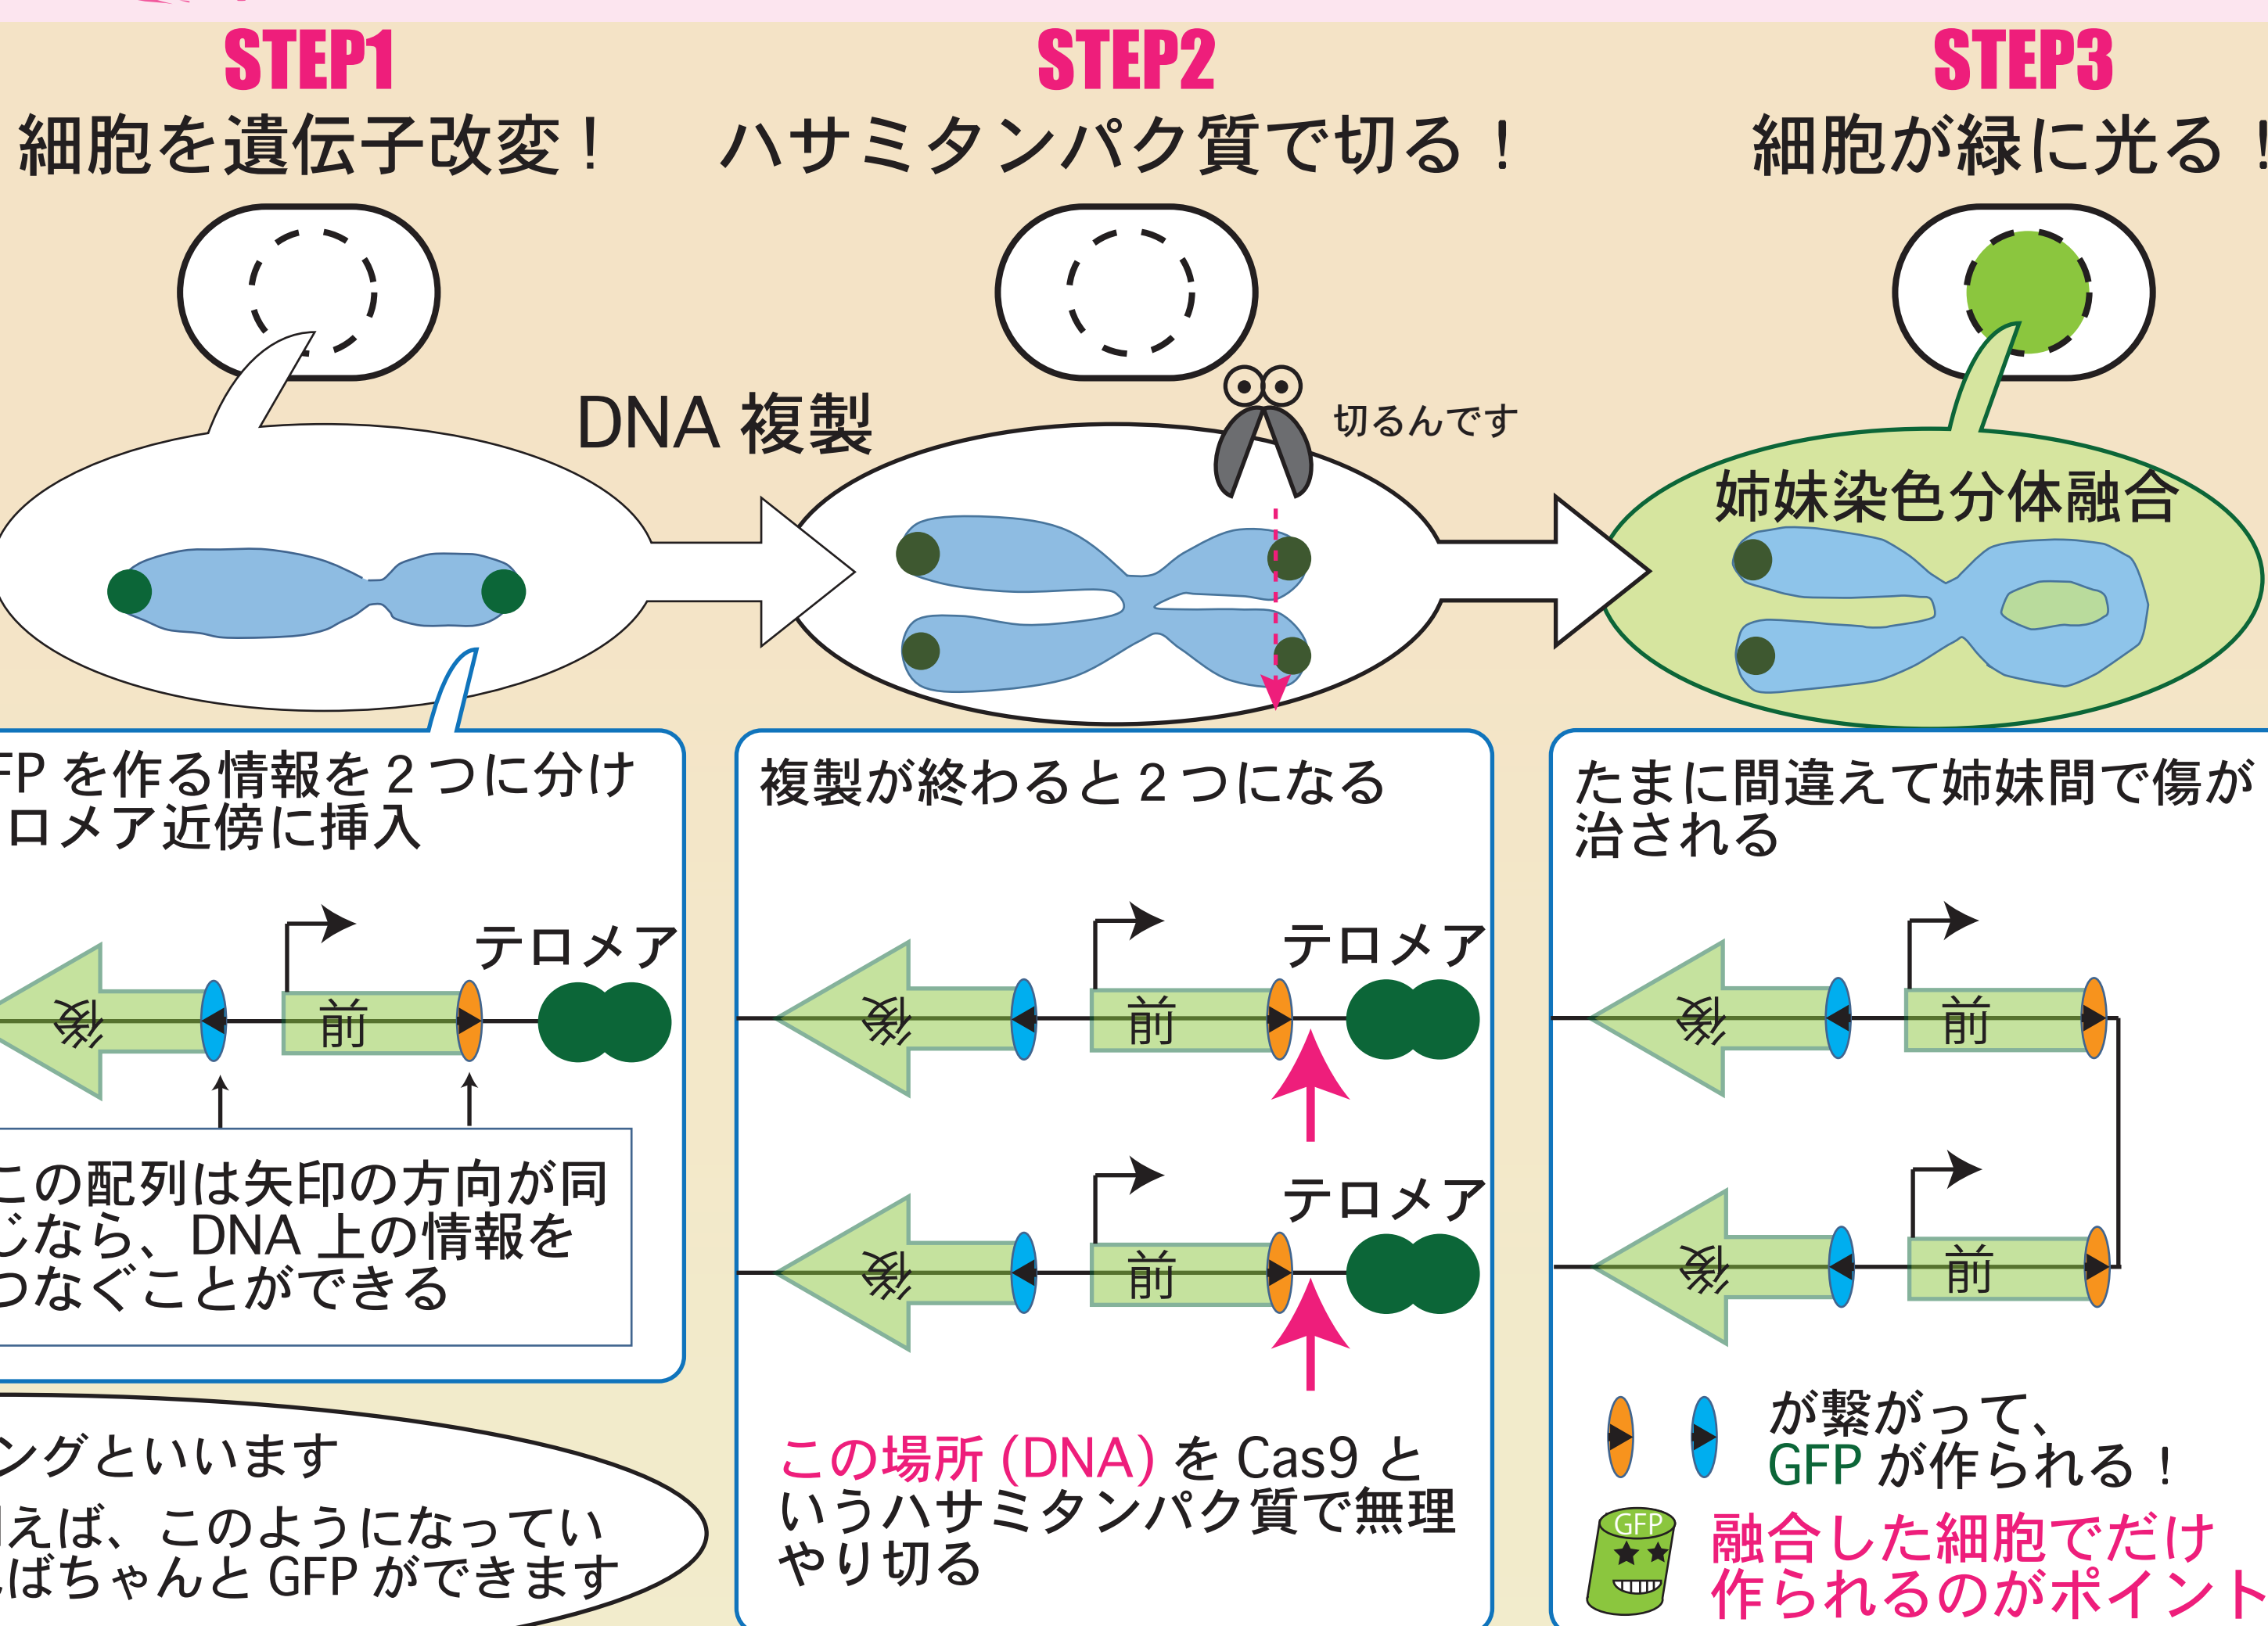 STEP1
細胞を遺伝子改変！
STEP2
ハサミタンパク質で切る！
STEP3
細胞が緑に光る！
DNA 複製
切るんです
姉妹染色分体融合
FP を作る情報を 2 つに分け
ロメア近傍に挿入
テロメア
後
前
この配列は矢印の方向が同
じなら、DNA 上の情報を
つなぐことができる
ングといいます
えば、このようになってい
ばちゃんと GFP ができます
複製が終わると 2 つになる
テロメア
後
前
テロメア
後
前
この場所 (DNA) を Cas9 と
いうハサミタンパク質で無理
やり切る
たまに間違えて姉妹間で傷が
治される
後
前
後
前
が繋がって、
GFP が作られる！
GFP
融合した細胞でだけ
作られるのがポイント